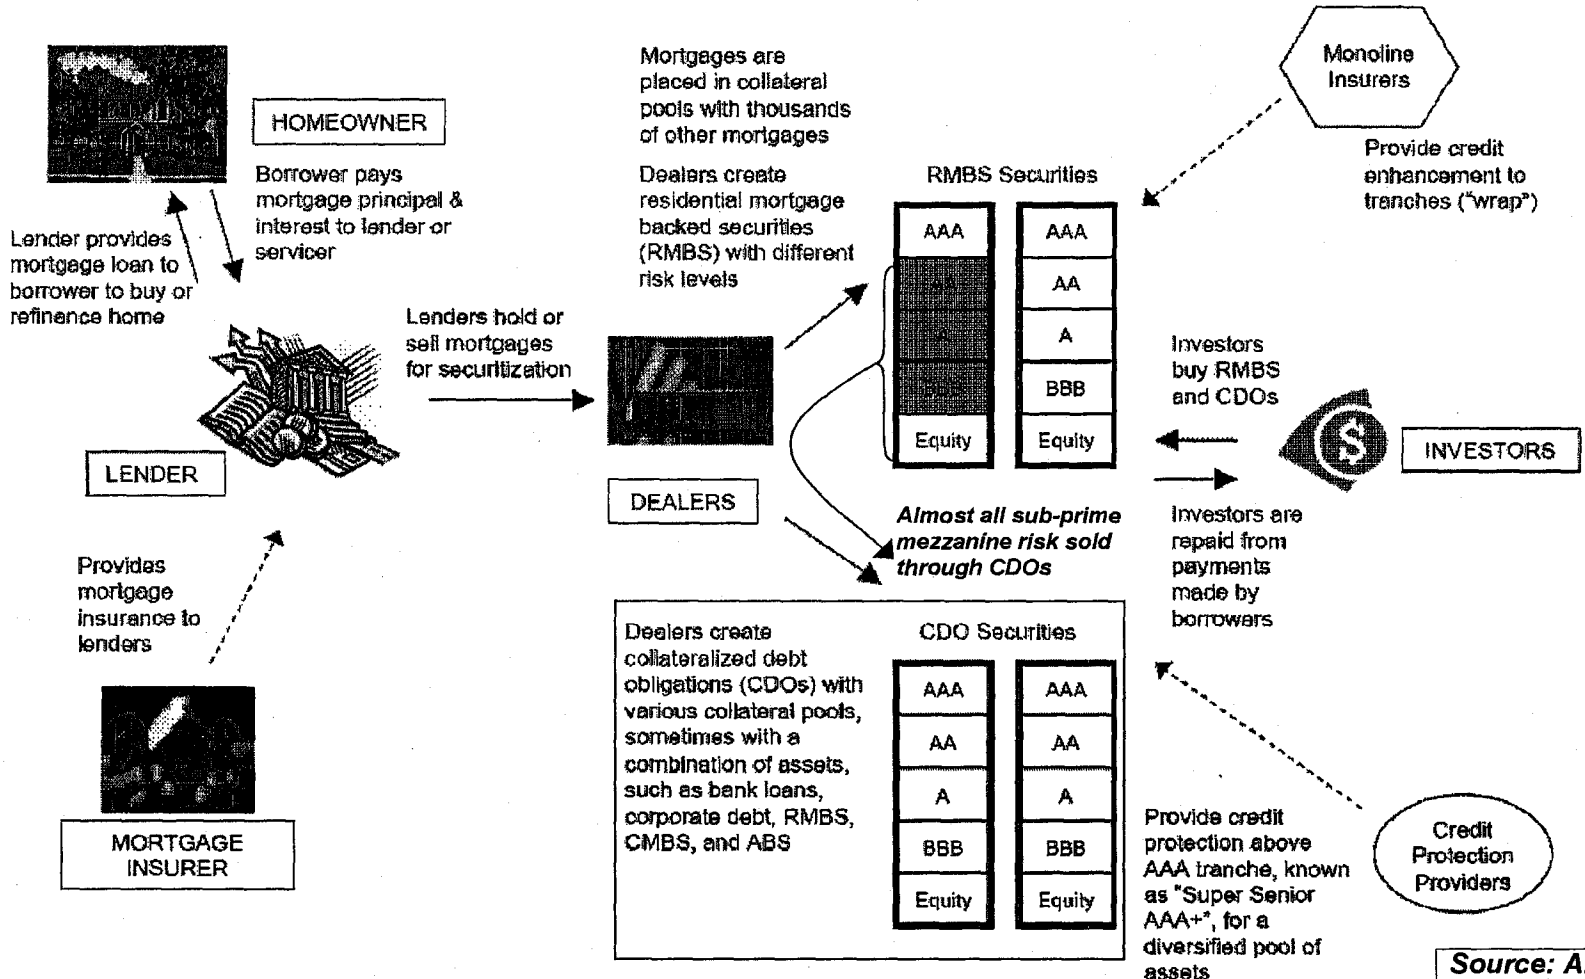 HOMEOWNER
Borrower pays
mortgage principal &
interest to lender or
servicer
Lender provides
mortgage loan to
borrower to buy or
refinance home
LENDER
Provides
mortgage
insurance to
lenders
MORTGAGE
INSURER
Lenders hold or
sell mortgages
for securitization
DEALERS
Mortgages are
placed in collateral
pools with thousands
of other mortgages
Dealers create
residential mortgage
backed securities
(RMBS) with different
risk levels
RMBS Securities
AAA
AA
A
BBB
Equity
AAA
AA
A
BBB
Equity
Almost all sub-prime
mezzanine risk sold
through CDOs
Dealers create
collateralized debt
obligations (CDOs) with
various collateral pools,
sometimes with a
combination of assets,
such as bank loans,
corporate debt, RMBS,
CMBS, and ABS
CDO Securities
AAA
AA
A
BBB
Equity
AAA
AA
A
BBB
Equity
Monoline
Insurers
Provide credit
enhancement to
tranches ("wrap")
Investors
buy RMBS
and CDOs
$
INVESTORS
Investors are
repaid from
payments
made by
borrowers
Provide credit
protection above
AAA tranche, known
as "Super Senior
AAA+", for a
diversified pool of
assets
Credit
Protection
Providers
Source: A